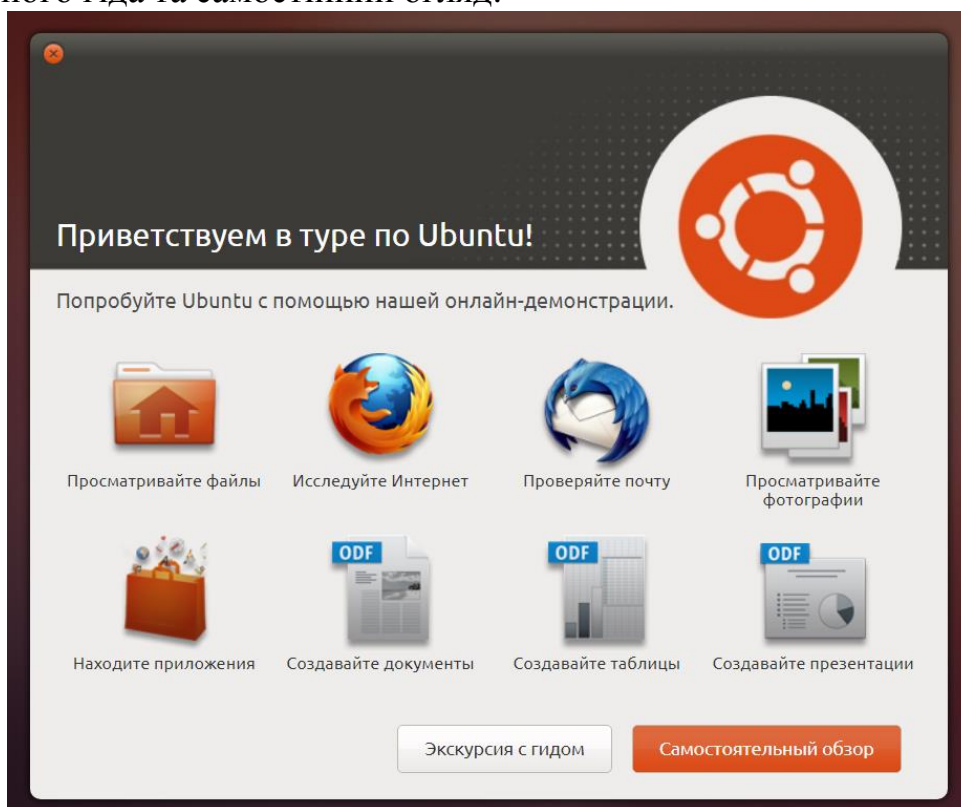 Приветствуем в туре по Ubuntu!
Попробуйте Ubuntu с помощью нашей онлайн-демонстрации.
Просматривайте файлы
Исследуйте Интернет
Проверяйте почту
Просматривайте
фотографии
ODF
ODF
ODF
Находите приложения
Создавайте документы
Создавайте таблицы
Создавайте презентации
Экскурсия с гидом
Самостоятельный обзор